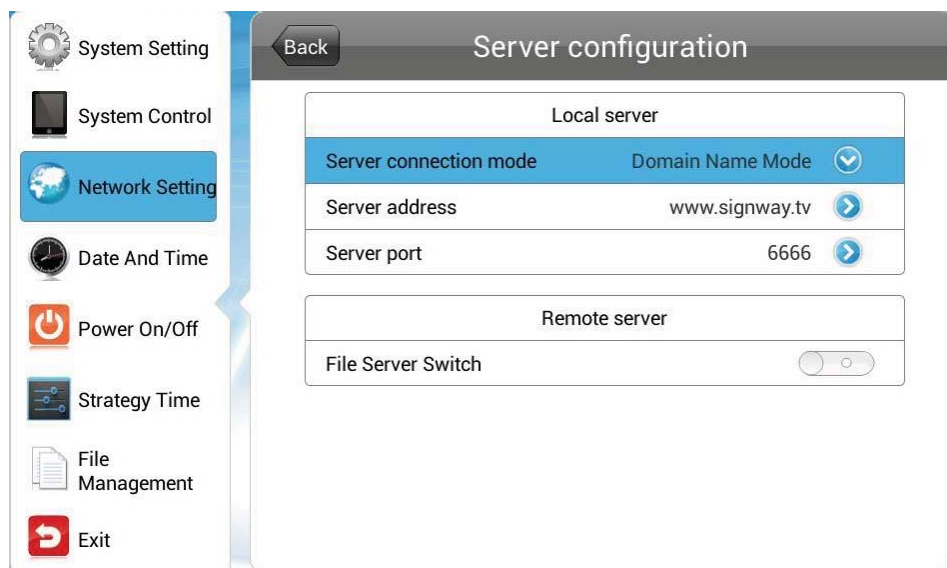 System Setting
System Control
Network Setting
Date And Time
Power On/Off
Strategy Time
File
Management
Exit
Back
Server configuration
Local server
Server connection mode Domain Name Mode
Server address www.signway.tv
Server port 6666
Remote server
File Server Switch